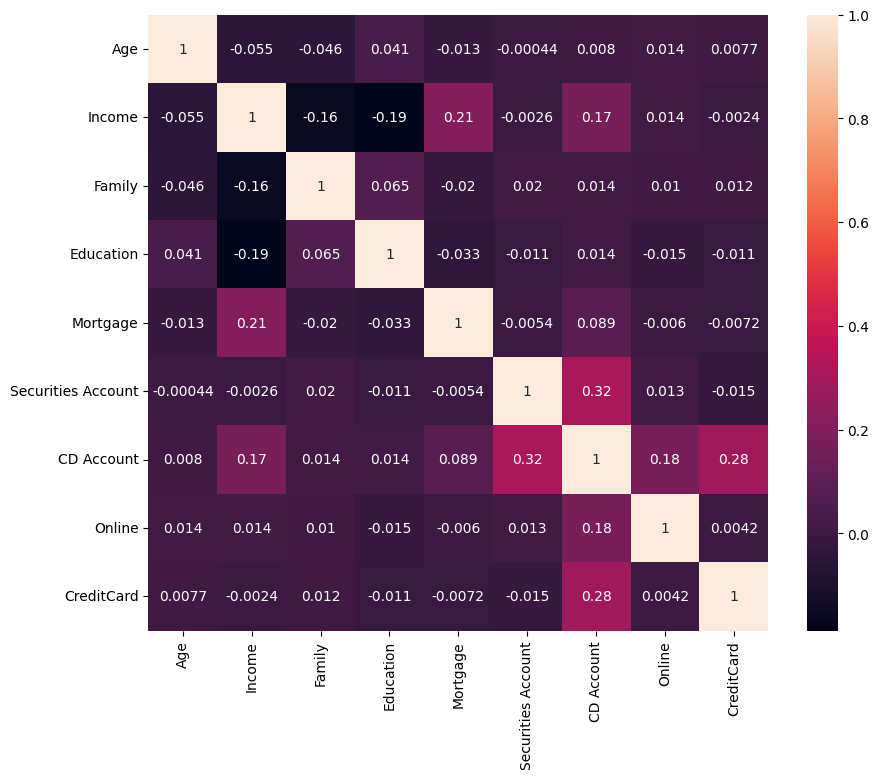 Age 1 -0.055 -0.046 0.041 -0.013 -0.00044 0.008 0.014 0.0077
Income -0.055 1 -0.16 -0.19 0.21 -0.0026 0.17 0.014 -0.0024
Family -0.046 -0.16 1 0.065 -0.02 0.02 0.014 0.01 0.012
Education 0.041 -0.19 0.065 1 -0.033 -0.011 0.014 -0.015 -0.011
Mortgage -0.013 0.21 -0.02 -0.033 1 -0.0054 0.089 -0.006 -0.0072
Securities Account -0.00044 -0.0026 0.02 -0.011 -0.0054 1 0.32 0.013 -0.015
CD Account 0.008 0.17 0.014 0.014 0.089 0.32 1 0.18 0.28
Online 0.014 0.014 0.01 -0.015 -0.006 0.013 0.18 1 0.0042
CreditCard 0.0077 -0.0024 0.012 -0.011 -0.0072 -0.015 0.28 0.0042 1
Age
Income
Family
Education
Mortgage
Securities Account
CD Account
Online
CreditCard
1.0
0.8
0.6
0.4
0.2
0.0